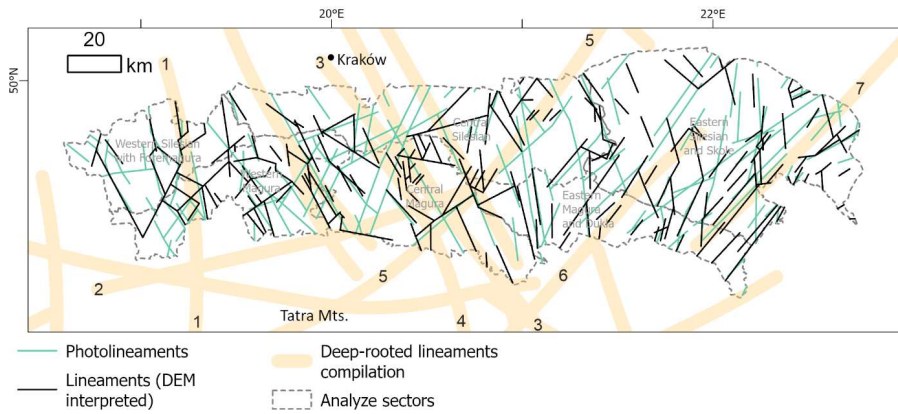 20°E
22°E
50°N
20
km
1
3
Kraków
5
7
Western Silesian
with Foremagura
Western
Magura
Central
Silesian
Central
Magura
Eastern
Silesian
and Skole
Eastern
Magura
and Dukla
2
5
6
1
Tatra Mts.
4
3
Photolineaments
Lineaments (DEM
interpreted)
Deep-rooted lineaments
compilation
Analyze sectors